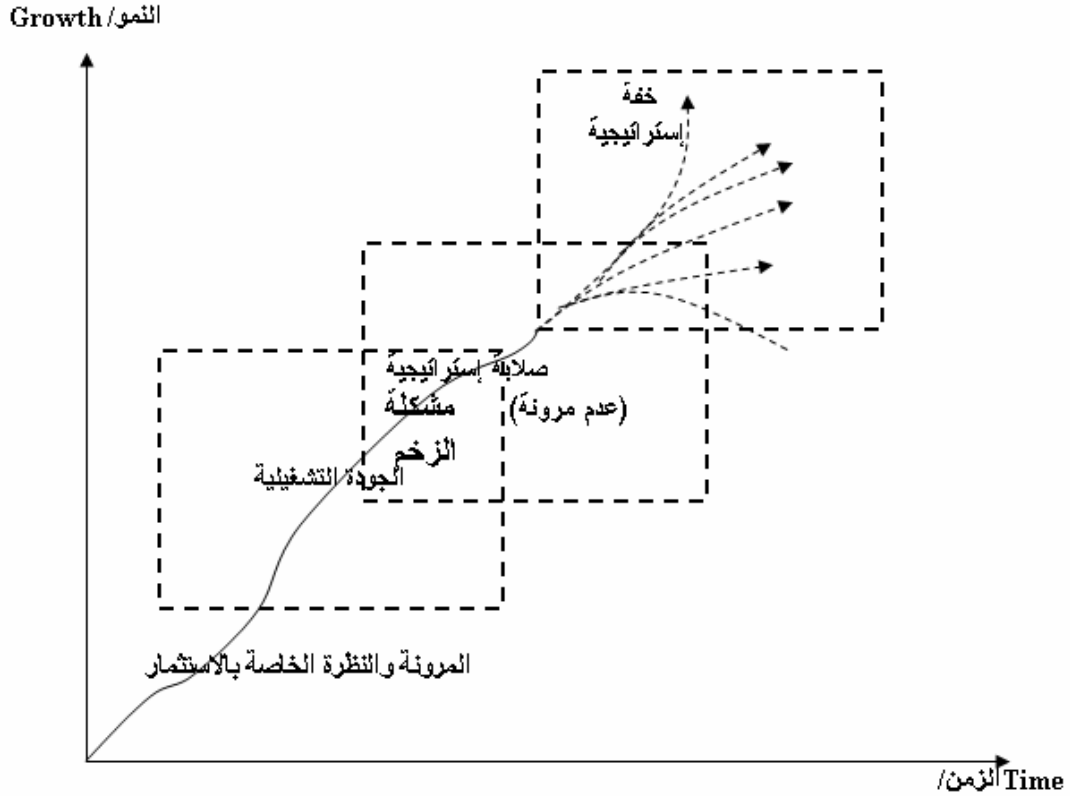 Growth /النمو
خفة
إستراتيجية
صلابة إستراتيجية
مشكلة
(عدم مرونة)
الزخم
الجودة التشغيلية
المرونة والنظرة الخاصة بالاستثمار
/الزمن Time